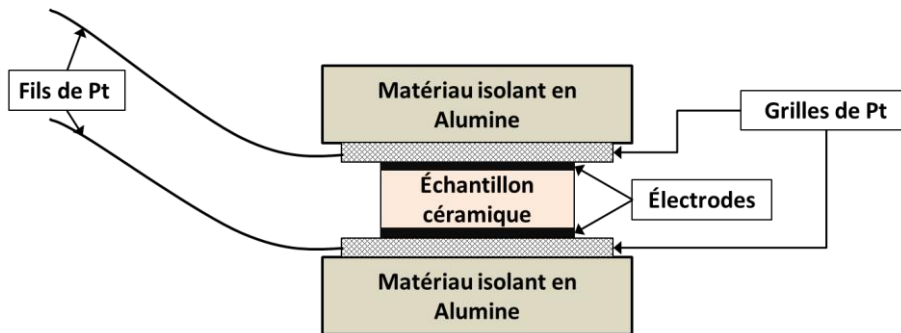 Matériau isolant en
Alumine
Fils de Pt
Grilles de Pt
Échantillon
céramique
Électrodes
Matériau isolant en
Alumine